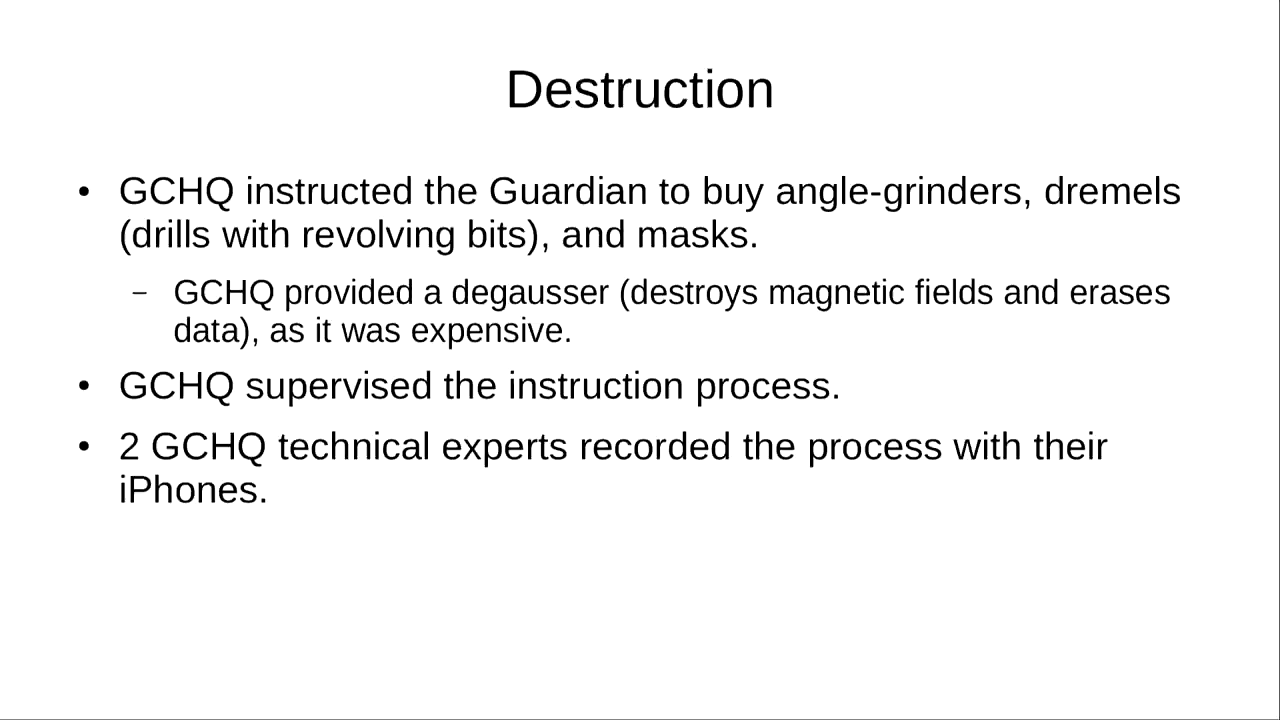 Destruction
• GCHQ instructed the Guardian to buy angle-grinders, dremels
(drills with revolving bits), and masks.
– GCHQ provided a degausser (destroys magnetic fields and erases
data), as it was expensive.
• GCHQ supervised the instruction process.
• 2 GCHQ technical experts recorded the process with their
iPhones.